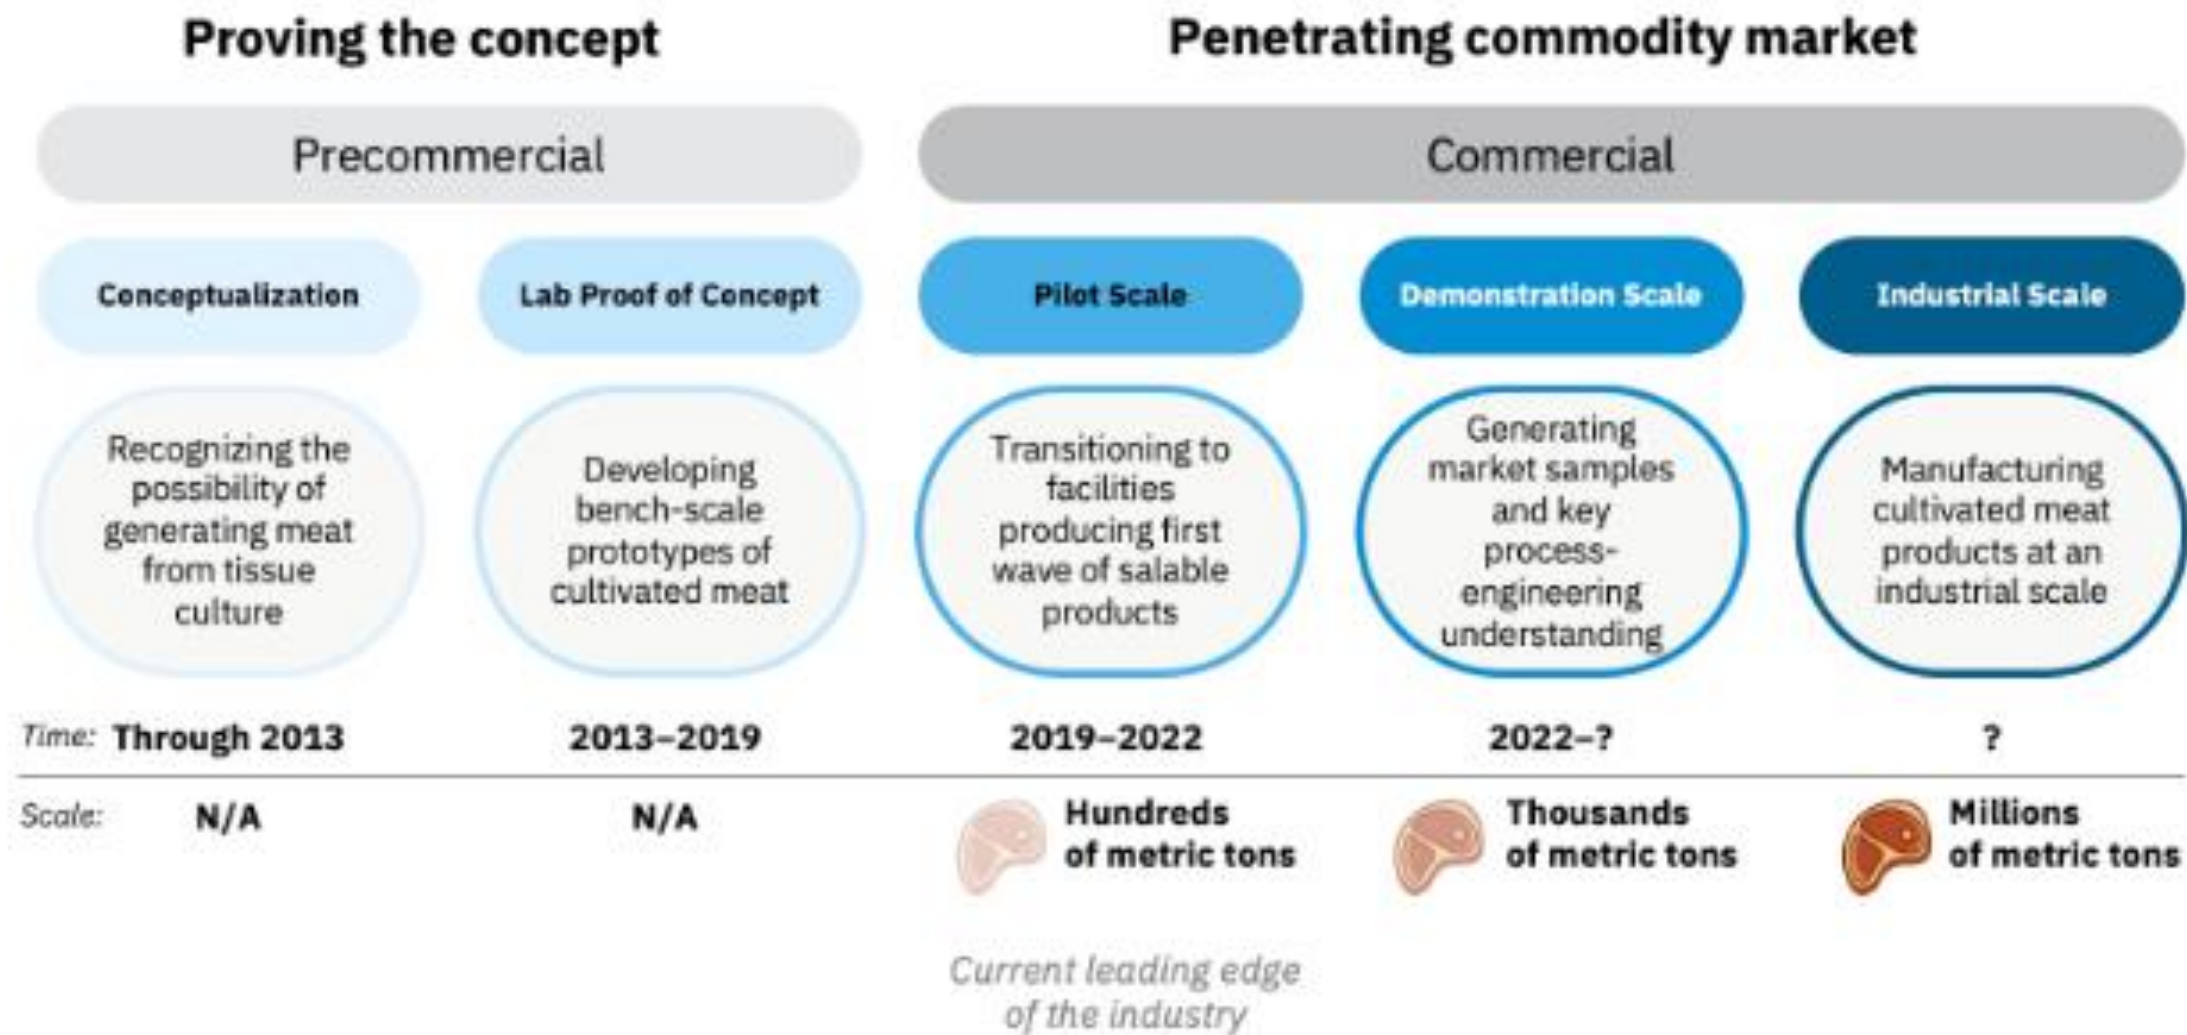 Proving the concept
Penetrating commodity market
Precommercial
Commercial
Conceptualization
Lab Proof of Concept
Pilot Scale
Demonstration Scale
Industrial Scale
Recognizing the
possibility of
generating meat
from tissue
culture
Developing
bench-scale
prototypes of
cultivated meat
Transitioning to
facilities
producing first
wave of salable
products
Generating
market samples
and key
process-
engineering
understanding
Manufacturing
cultivated meat
products at an
industrial scale
Time: Through 2013
2013–2019
2019–2022
2022–?
?
Scale: N/A
N/A
Hundreds
of metric tons
Thousands
of metric tons
Millions
of metric tons
Current leading edge
of the industry